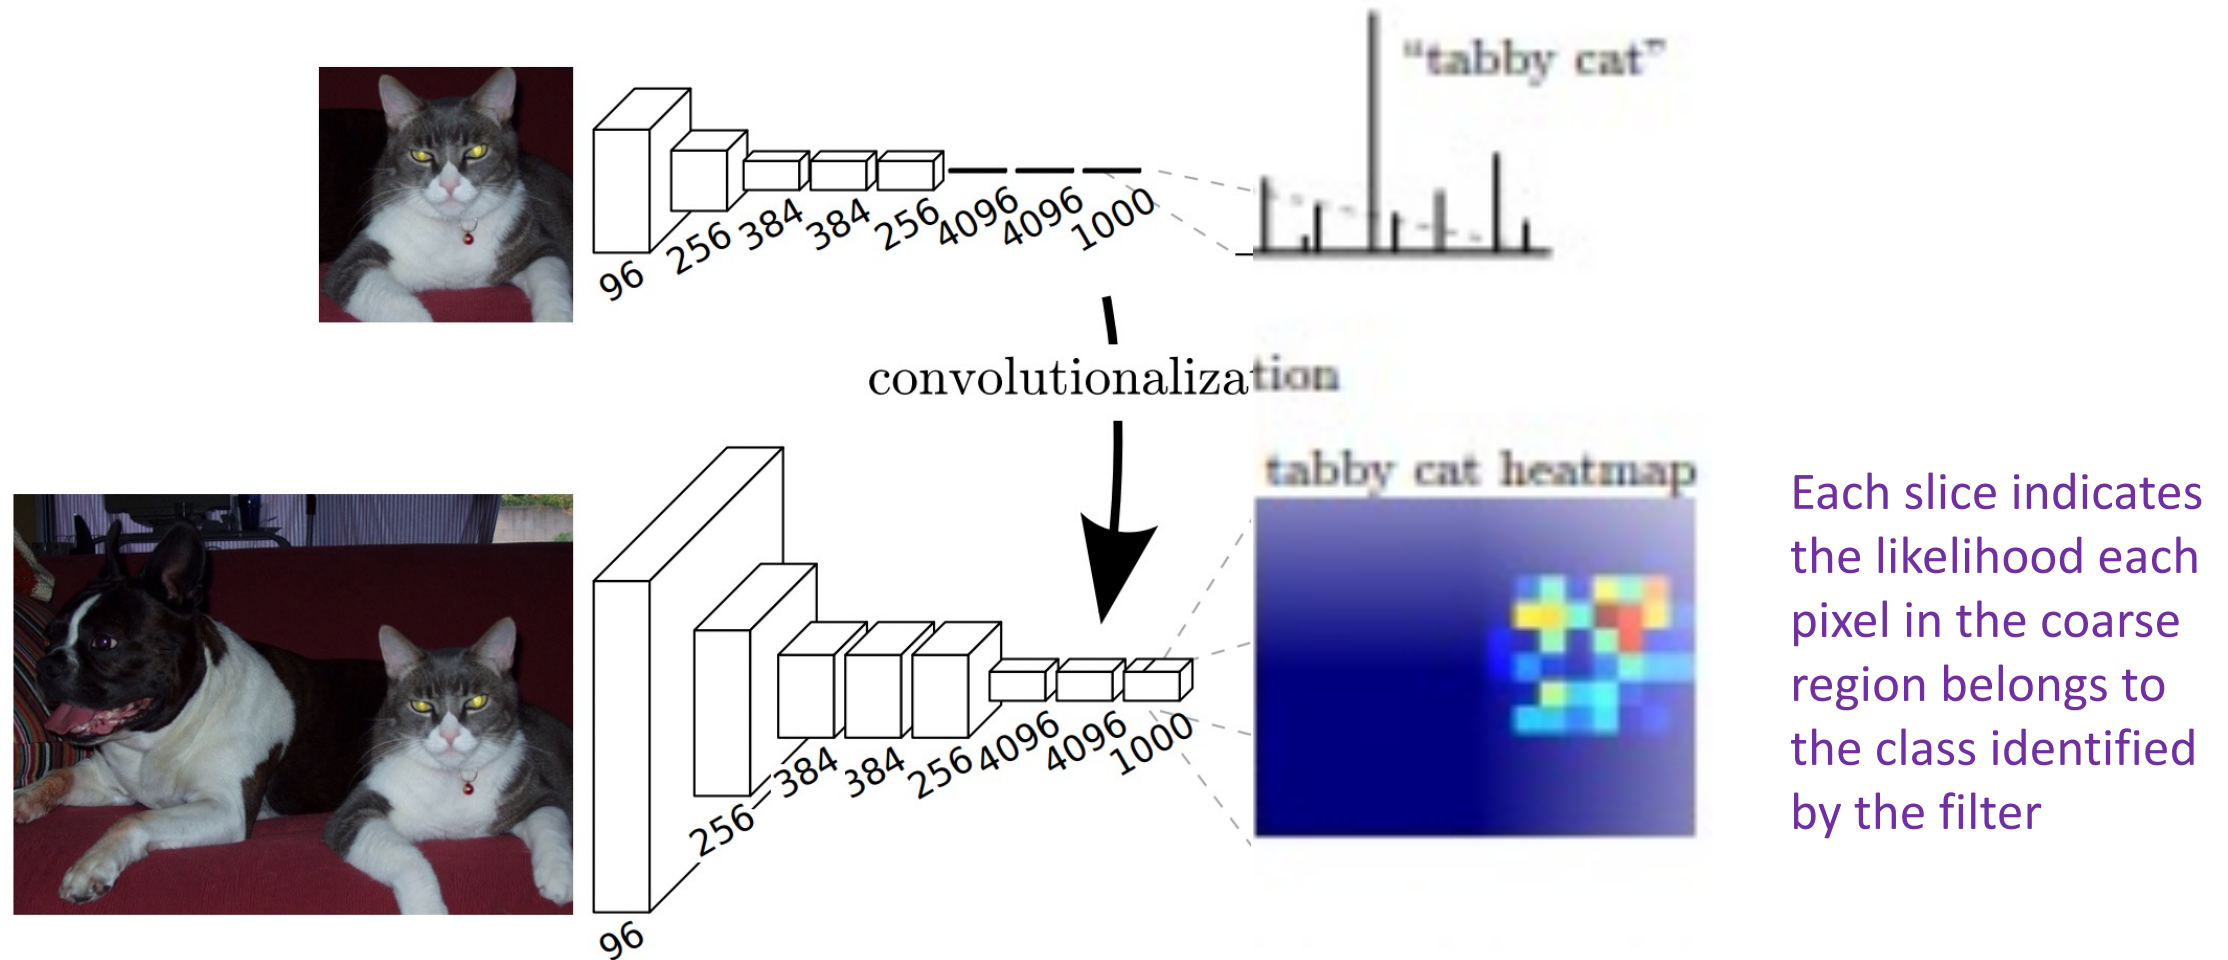 “tabby cat”
96
256
384
384
256
4096
4096
1000
convolutionalization
tabby cat heatmap
96
256
384
384
256
4096
4096
1000
Each slice indicates
the likelihood each
pixel in the coarse
region belongs to
the class identified
by the filter